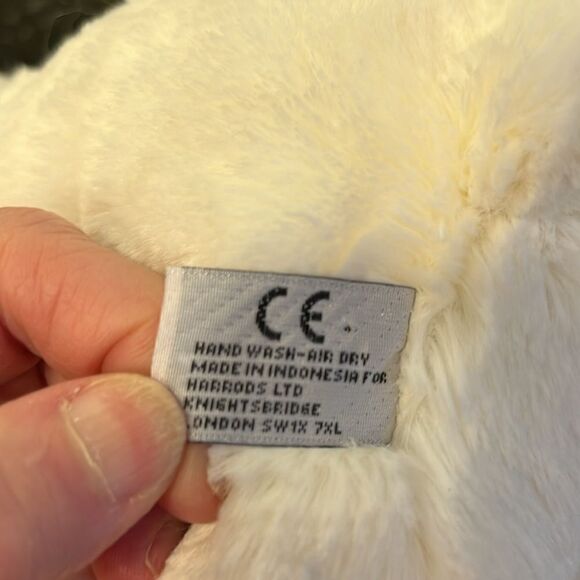 CE
HAND WASH-AIR DRY
MADE IN INDONESIA FOR
HARRODS LTD
KNIGHTSBRIDGE
LONDON SW1X 7XL